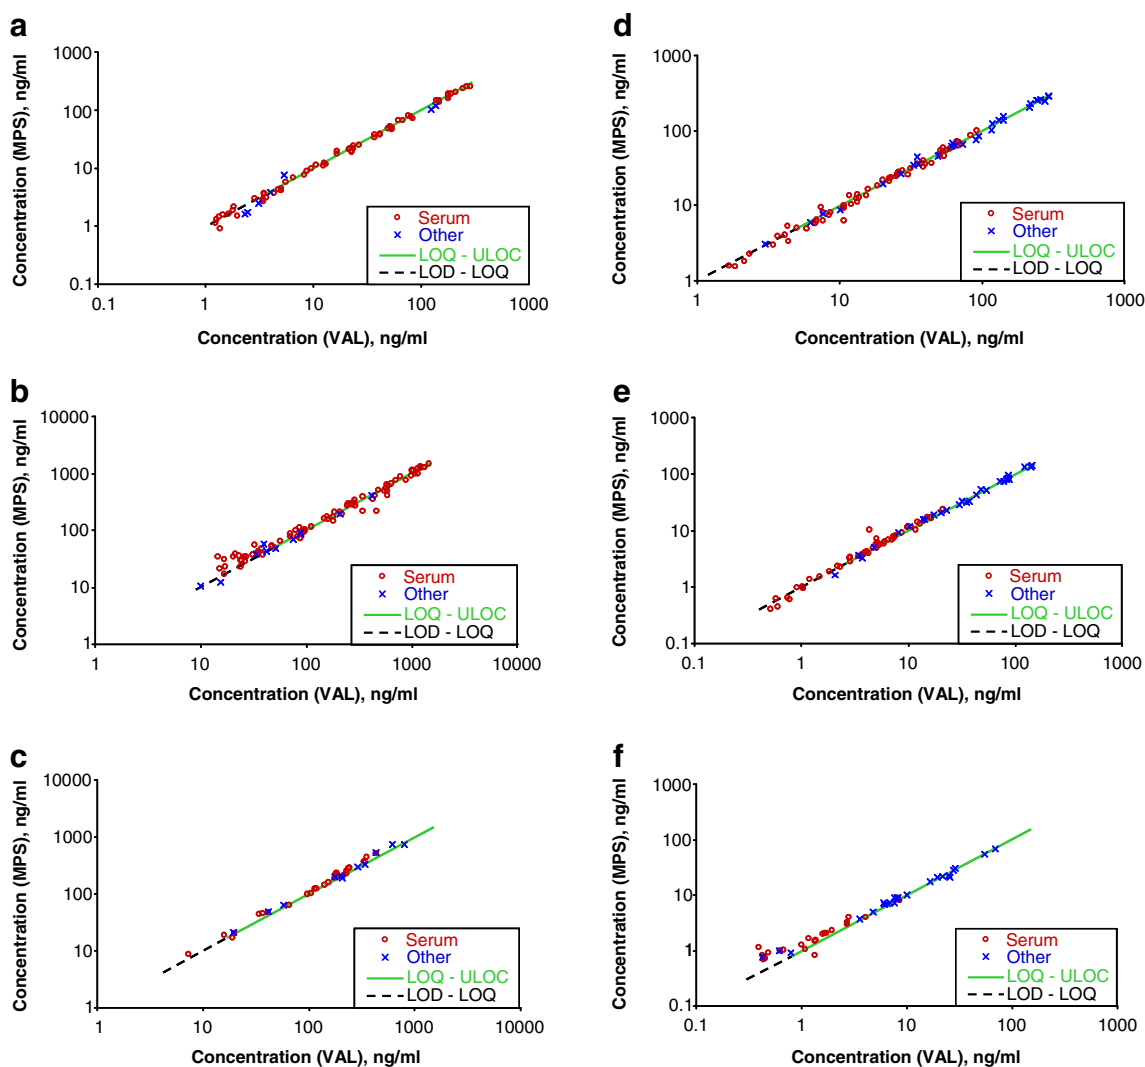 a
Concentration (MPS), ng/ml
1000
100
10
1
0.1
0.1 1 10 100 1000
Serum
Other
LOQ - ULOC
LOD - LOQ
Concentration (VAL), ng/ml
b
Concentration (MPS), ng/ml
10000
1000
100
10
1
1 10 100 1000 10000
Serum
Other
LOQ - ULOC
LOD - LOQ
Concentration (VAL), ng/ml
c
Concentration (MPS), ng/ml
10000
1000
100
10
1
1 10 100 1000 10000
Serum
Other
LOQ - ULOC
LOD - LOQ
Concentration (VAL), ng/ml
d
Concentration (MPS), ng/ml
1000
100
10
1
1 10 100 1000
Serum
Other
LOQ - ULOC
LOD - LOQ
Concentration (VAL), ng/ml
e
Concentration (MPS), ng/ml
1000
100
10
1
0.1
0.1 1 10 100 1000
Serum
Other
LOQ - ULOC
LOD - LOQ
Concentration (VAL), ng/ml
f
Concentration (MPS), ng/ml
1000
100
10
1
0.1
0.1 1 10 100 1000
Serum
Other
LOQ - ULOC
LOD - LOQ
Concentration (VAL), ng/ml